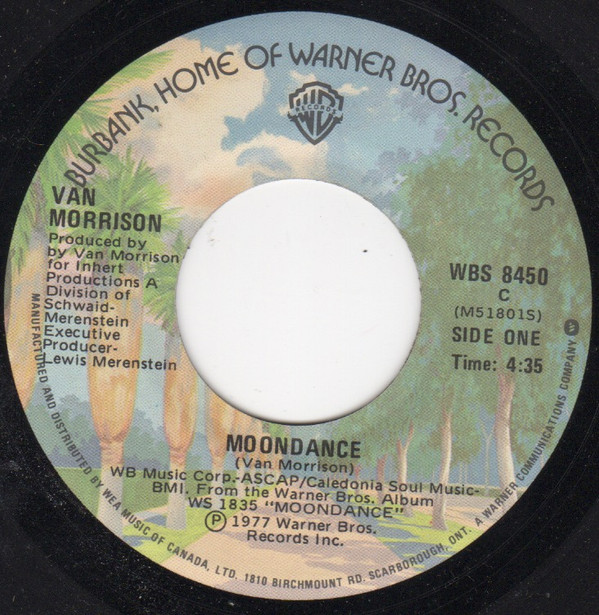 BURBANK, HOME OF WARNER BROS. RECORDS
RECORDS
VAN
MORRISON
Produced by
by Van Morrison
for Inhert
Productions A
Division of
Schwaid-
Merenstein
Executive
Producer-
Lewis Merenstein
WBS 8450
C
(M51801S)
SIDE ONE
Time: 4:35
MOONDANCE
(Van Morrison)
WB Music Corp.-ASCAP/Caledonia Soul Music-
BMI. From the Warner Bros. Album
WS 1835 "MOONDANCE"
Ⓟ 1977 Warner Bros.
Records Inc.
MANUFACTURED AND DISTRIBUTED BY WEA MUSIC OF CANADA, LTD. 1810 BIRCHMOUNT RD. SCARBOROUGH, ONT. A WARNER COMMUNICATIONS COMPANY